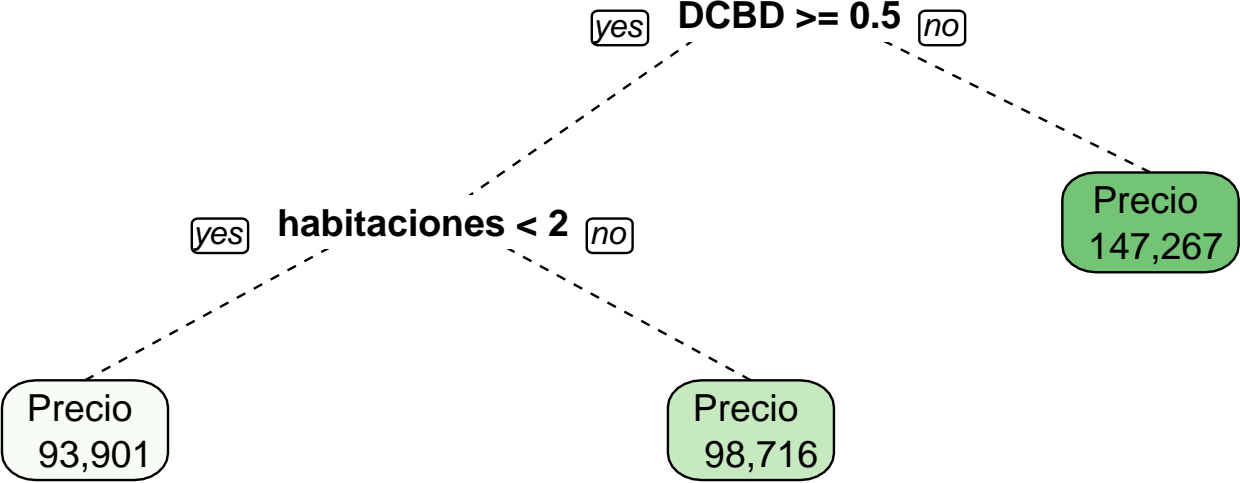 yes DCBD >= 0.5 no
yes habitaciones < 2 no
Precio
147,267
Precio
93,901
Precio
98,716